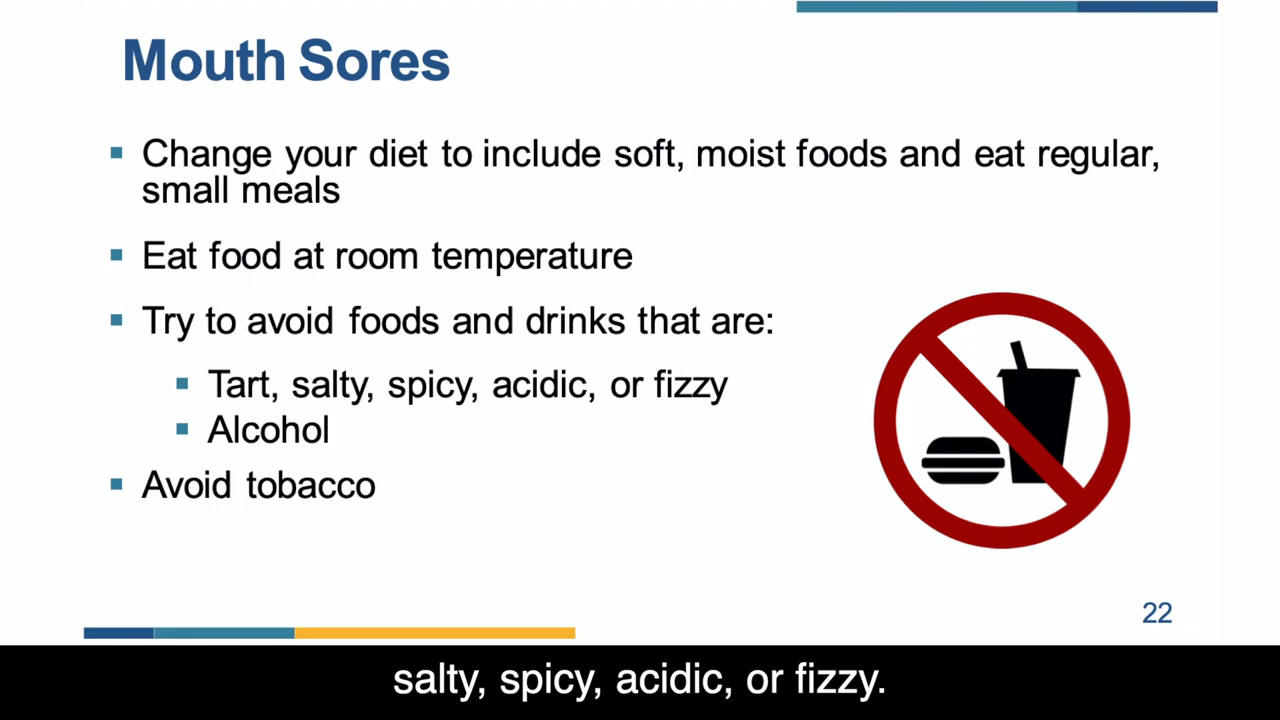 Mouth Sores
Change your diet to include soft, moist foods and eat regular,
small meals
Eat food at room temperature
Try to avoid foods and drinks that are:
Tart, salty, spicy, acidic, or fizzy
Alcohol
Avoid tobacco
22
salty, spicy, acidic, or fizzy.